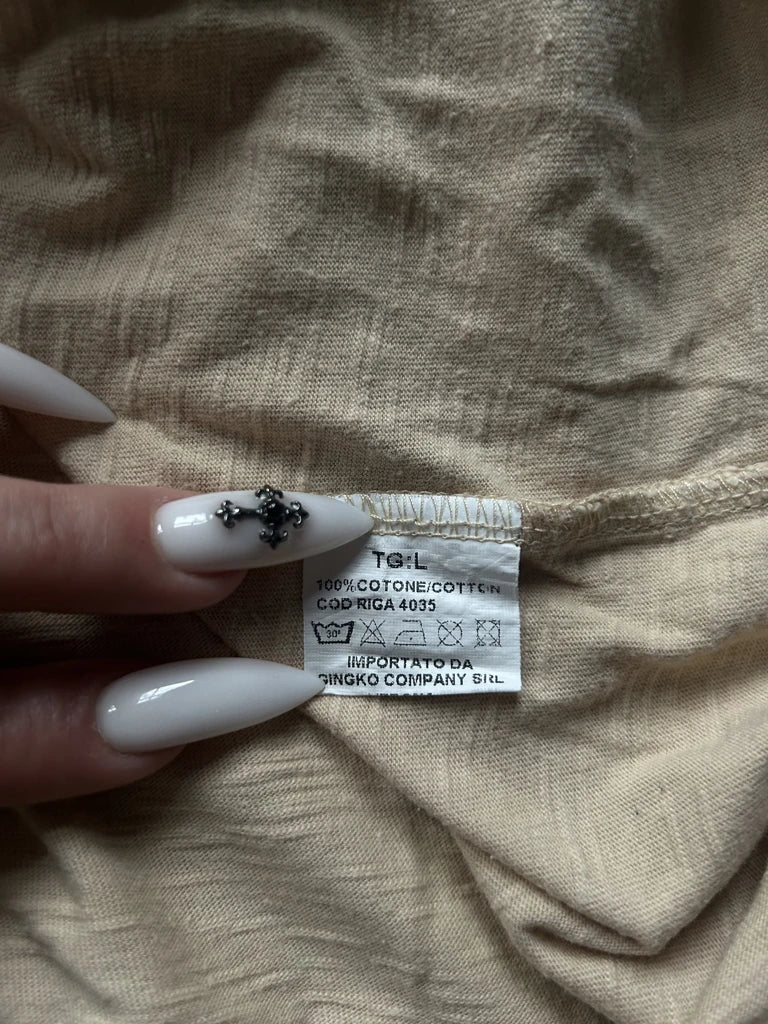 TG:L
100%COTONE/COTTON
COD RIGA 4035
30°
IMPORTATO DA
GINGKO COMPANY SRL